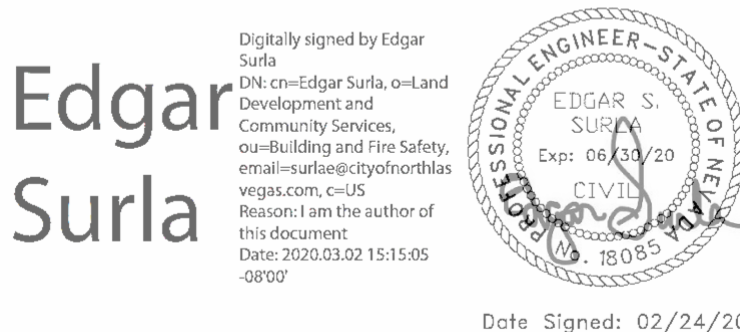 Edgar
Surla
Digitally signed by Edgar
Surla
DN: cn=Edgar Surla, o=Land
Development and
Community Services,
ou=Building and Fire Safety,
email=surlae@cityofnorthlas
vegas.com, c=US
Reason: I am the author of
this document
Date: 2020.03.02 15:15:05
-08'00'
PROFESSIONAL ENGINEER-STATE OF NEVADA
EDGAR S.
SURLA
Exp: 06/30/20
CIVIL
Edgar Surla
No. 18085
Date Signed: 02/24/20